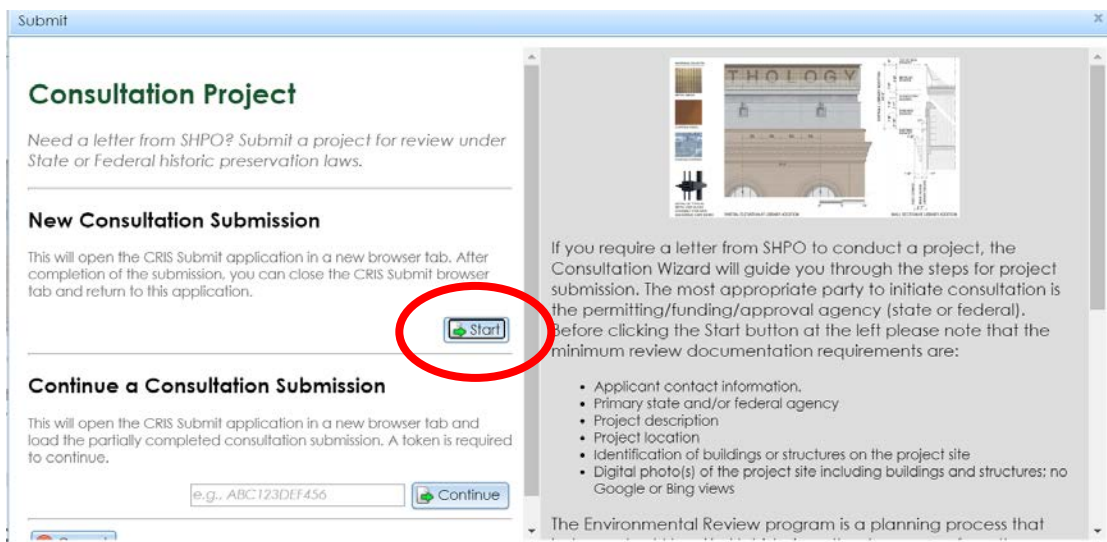 Submit
x
Consultation Project
Need a letter from SHPO? Submit a project for review under
State or Federal historic preservation laws.
New Consultation Submission
This will open the CRIS Submit application in a new browser tab. After
completion of the submission, you can close the CRIS Submit browser
tab and return to this application.
Start
Continue a Consultation Submission
This will open the CRIS Submit application in a new browser tab and
load the partially completed consultation submission. A token is required
to continue.
e.g., ABC123DEF456
Continue
THOLOGY
If you require a letter from SHPO to conduct a project, the
Consultation Wizard will guide you through the steps for project
submission. The most appropriate party to initiate consultation is
the permitting/funding/approval agency (state or federal).
Before clicking the Start button at the left please note that the
minimum review documentation requirements are:
• Applicant contact information.
• Primary state and/or federal agency
• Project description
• Project location
• Identification of buildings or structures on the project site
• Digital photo(s) of the project site including buildings and structures; no
Google or Bing views
The Environmental Review program is a planning process that